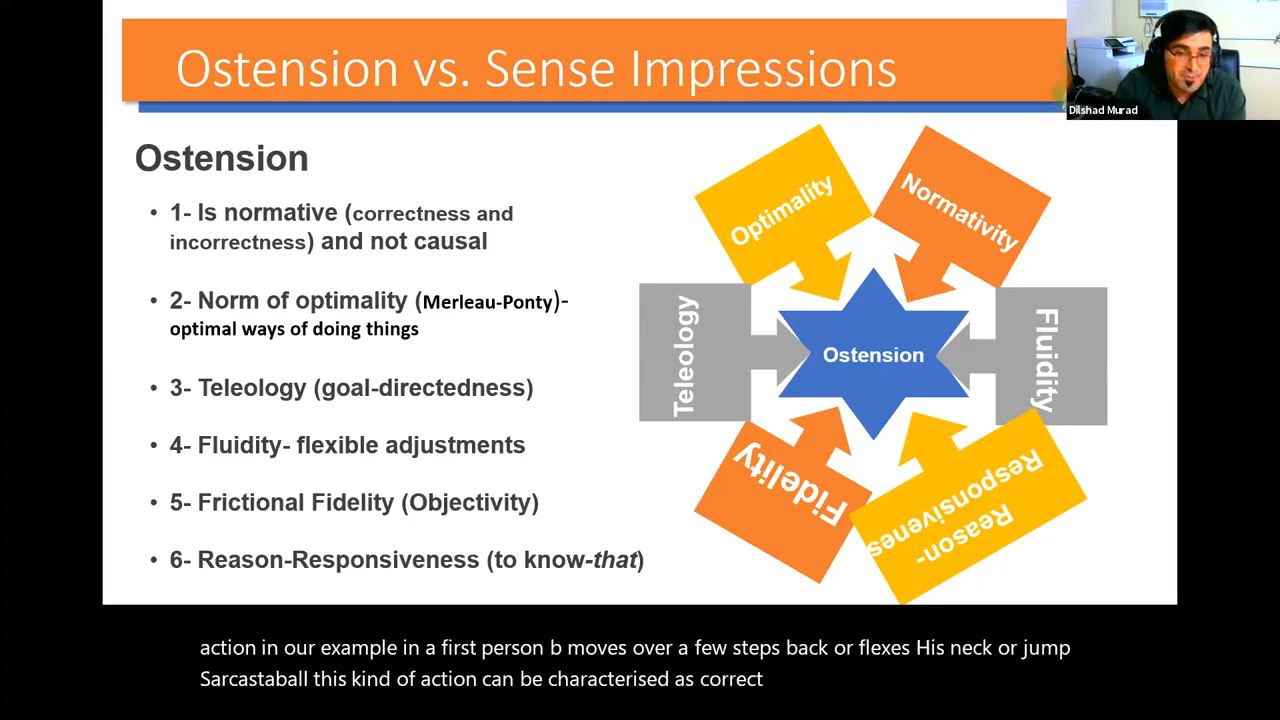 Ostension vs. Sense Impressions
Dilshad Murad
Ostension
• 1- Is normative (correctness and
incorrectness) and not causal
• 2- Norm of optimality (Merleau-Ponty)-
optimal ways of doing things
• 3- Teleology (goal-directedness)
• 4- Fluidity- flexible adjustments
• 5- Frictional Fidelity (Objectivity)
• 6- Reason-Responsiveness (to know-that)
Optimality
Normativity
Teleology
Ostension
Fluidity
Fidelity
Reason-
Responsiveness
action in our example in a first person b moves over a few steps back or flexes His neck or jump
Sarcastaball this kind of action can be characterised as correct